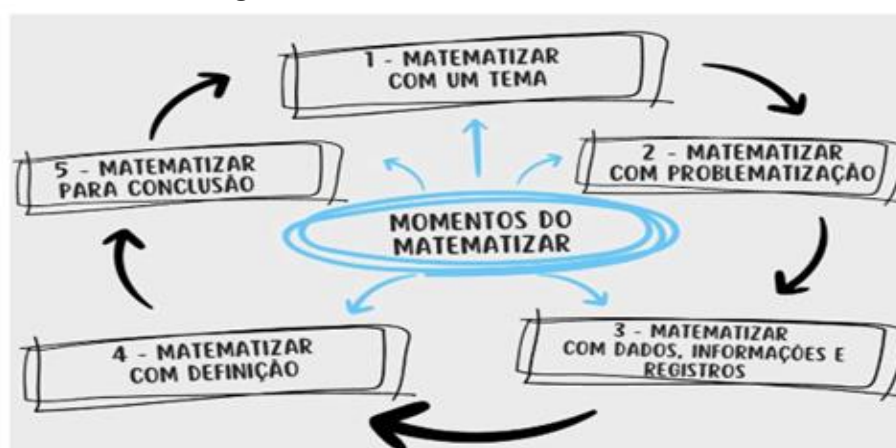 1 - MATEMATIZAR
COM UM TEMA
2 - MATEMATIZAR
COM PROBLEMATIZAÇÃO
3 - MATEMATIZAR
COM DADOS, INFORMAÇÕES E
REGISTROS
4 - MATEMATIZAR
COM DEFINIÇÃO
5 - MATEMATIZAR
PARA CONCLUSÃO
MOMENTOS DO
MATEMATIZAR